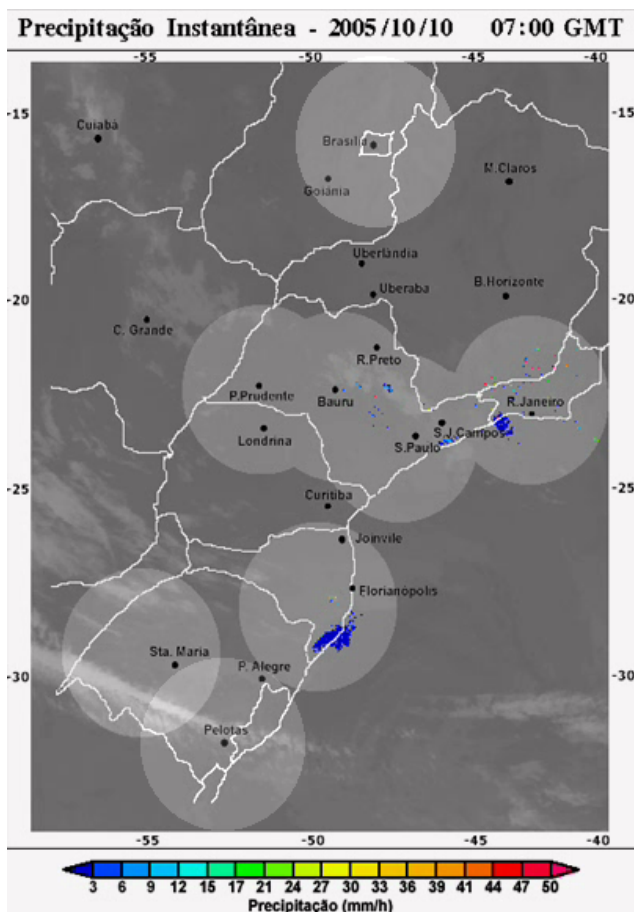 Precipitação Instantânea - 2005/10/10 07:00 GMT
-55 -50 -45 -40
-15
-15
Cuiabá
Brasília
M.Claros
Goiânia
Uberlândia
B.Horizonte
Uberaba
-20
-20
C. Grande
R.Preto
P.Prudente
Bauru
R.Janeiro
S.J.Campos
Londrina
S.Paulo
-25
-25
Curitiba
Joinvile
Florianópolis
Sta. Maria
P. Alegre
-30
-30
Pelotas
-55 -50 -45 -40
3 6 9 12 15 17 21 24 27 30 33 36 39 41 44 47 50
Precipitação (mm/h)